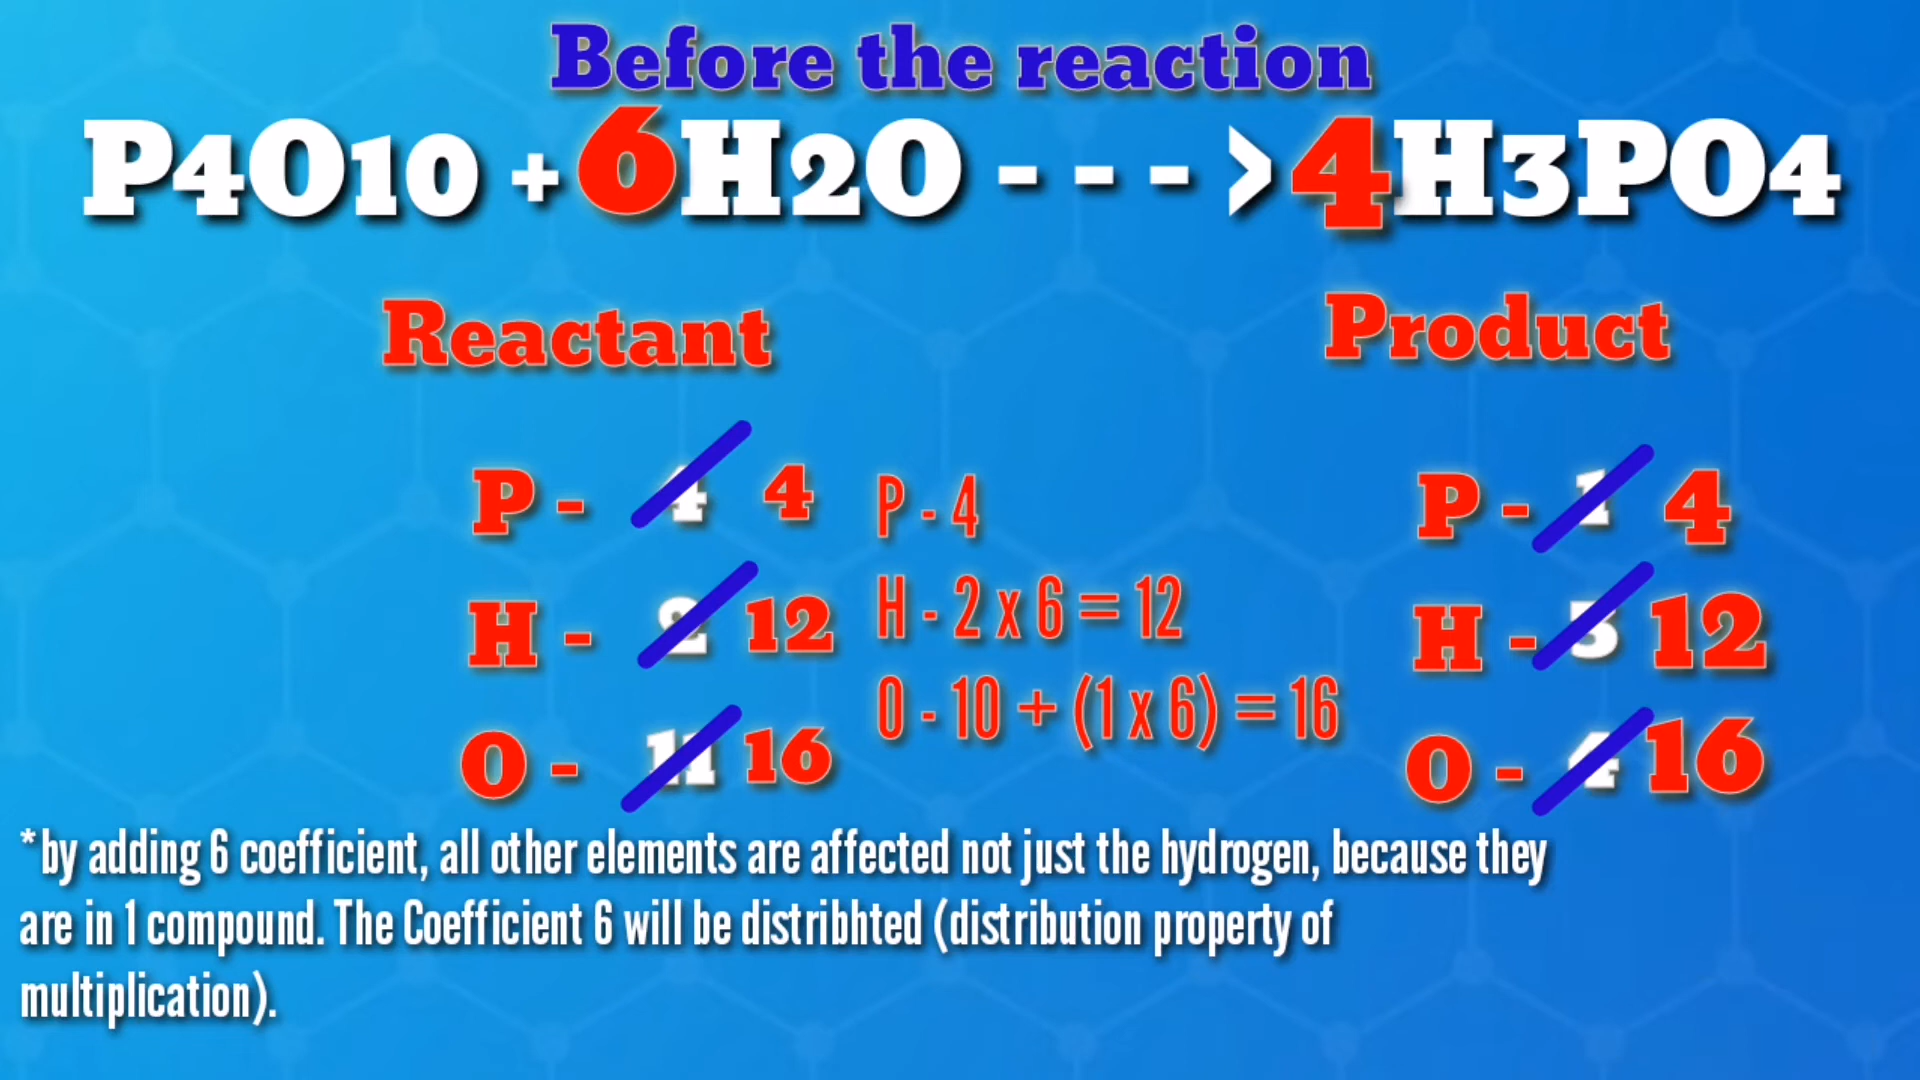 Before the reaction
P4O10 + 6H2O - - - > 4H3PO4
Reactant
Product
P - 4 4
P - 4
P - 1 4
H - 2 12
H - 2 x 6 = 12
H - 3 12
O - 11 16
O - 10 + (1 x 6) = 16
O - 4 16
*by adding 6 coefficient, all other elements are affected not just the hydrogen, because they
are in 1 compound. The Coefficient 6 will be distribhted (distribution property of
multiplication).